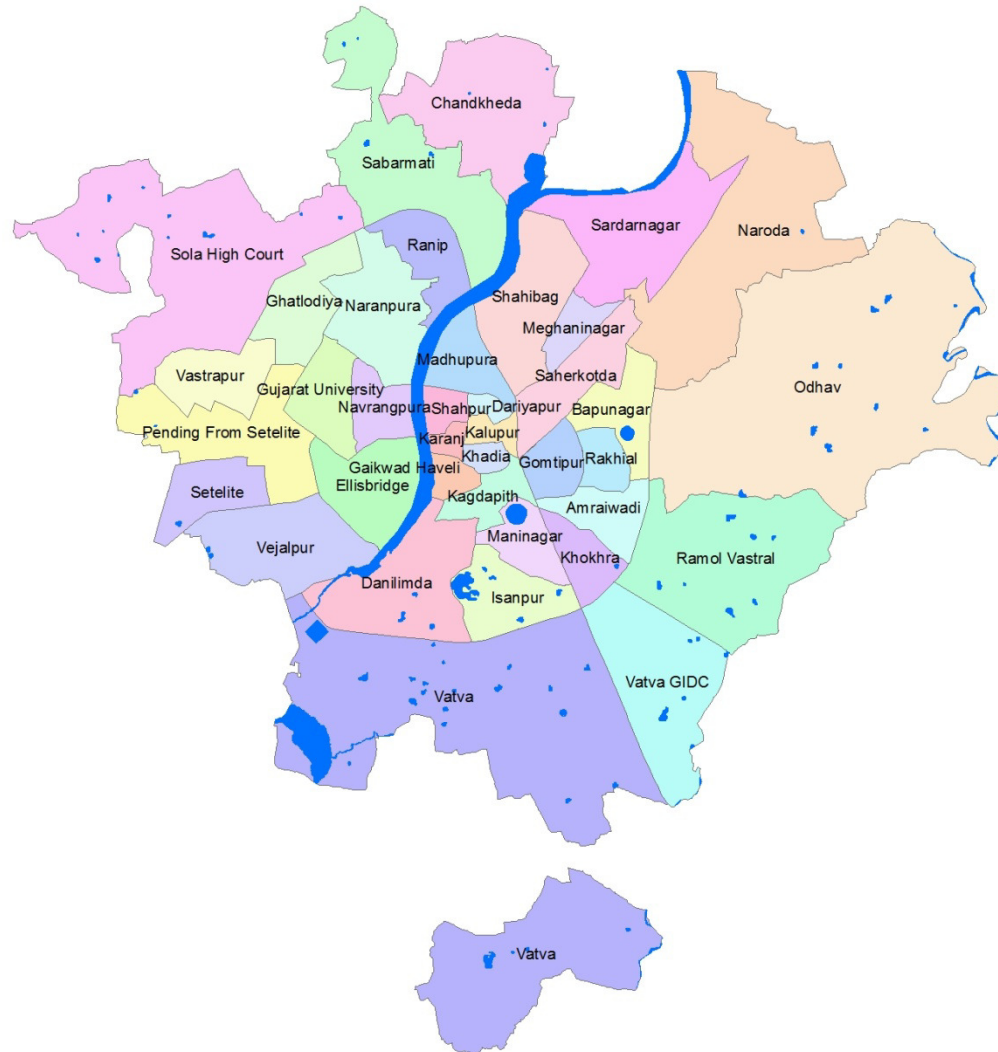 Chandkheda
Sabarmati
Sardarnagar
Naroda
Ranip
Sola High Court
Ghatlodiya
Naranpura
Shahibag
Meghaninagar
Madhupura
Saherkotda
Vastrapur
Gujarat University
Odhav
Navrangpura
Shahpur
Dariyapur
Bapunagar
Pending From Setelite
Karanj
Kalupur
Khadia
Gomtipur
Rakhial
Gaikwad Haveli
Ellisbridge
Setelite
Kagdapith
Amraiwadi
Maninagar
Vejalpur
Khokhra
Ramol Vastral
Danilimda
Isanpur
Vatva GIDC
Vatva
Vatva